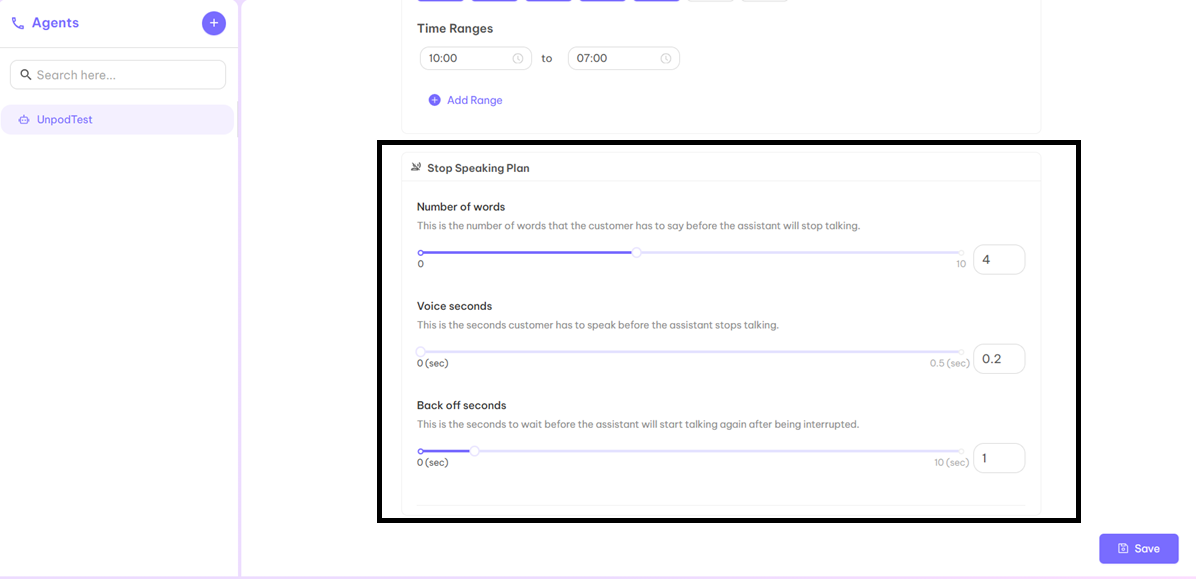 Agents
Search here...
UnpodTest
Time Ranges
10:00 to 07:00
Add Range
Stop Speaking Plan
Number of words
This is the number of words that the customer has to say before the assistant will stop talking.
0 10 4
Voice seconds
This is the seconds customer has to speak before the assistant stops talking.
0 (sec) 0.5 (sec) 0.2
Back off seconds
This is the seconds to wait before the assistant will start talking again after being interrupted.
0 (sec) 10 (sec) 1
Save